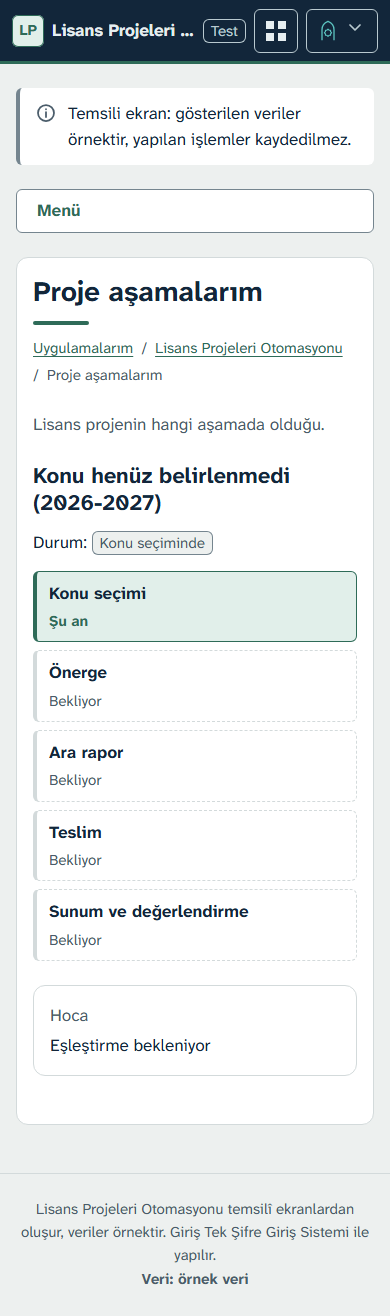 LP Lisans Projeleri ... Test
Temsili ekran: gösterilen veriler
örnektir, yapılan işlemler kaydedilmez.
Menü
Proje aşamalarım
Uygulamalarım / Lisans Projeleri Otomasyonu
/ Proje aşamalarım
Lisans projenin hangi aşamada olduğu.
Konu henüz belirlenmedi
(2026-2027)
Durum: Konu seçiminde
Konu seçimi
Şu an
Önerge
Bekliyor
Ara rapor
Bekliyor
Teslim
Bekliyor
Sunum ve değerlendirme
Bekliyor
Hoca
Eşleştirme bekleniyor
Lisans Projeleri Otomasyonu temsilî ekranlardan
oluşur, veriler örnektir. Giriş Tek Şifre Giriş Sistemi ile
yapılır.
Veri: örnek veri